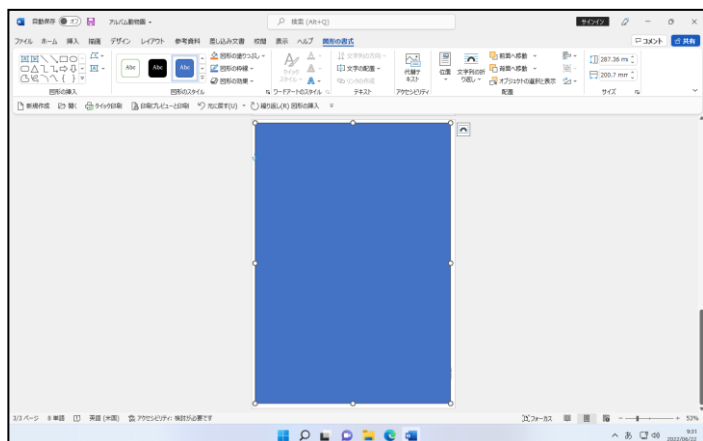 自動保存 オフ アルバム動物園 検索 (Alt+Q) サインイン
ファイル ホーム 挿入 描画 デザイン レイアウト 参考資料 差し込み文書 校閲 表示 ヘルプ 図形の書式 コメント 共有
Abc Abc Abc
図形の塗りつぶし
図形の枠線
図形の効果
クイック スタイル
文字列の方向
文字の配置
リンクの作成
代替テキスト
位置 文字列の折り返し
前面へ移動
背面へ移動
オブジェクトの選択と表示
287.36 mm
200.7 mm
図形の挿入 図形のスタイル ワードアートのスタイル テキスト アクセシビリティ 配置 サイズ
新規作成 開く クイック印刷 印刷プレビューと印刷 元に戻す(U) 繰り返し(R) 図形の挿入
3/3 ページ 8 単語 英語 (米国) アクセシビリティ: 検討が必要です フォーカス 53%
あ 9:31
2022/06/22